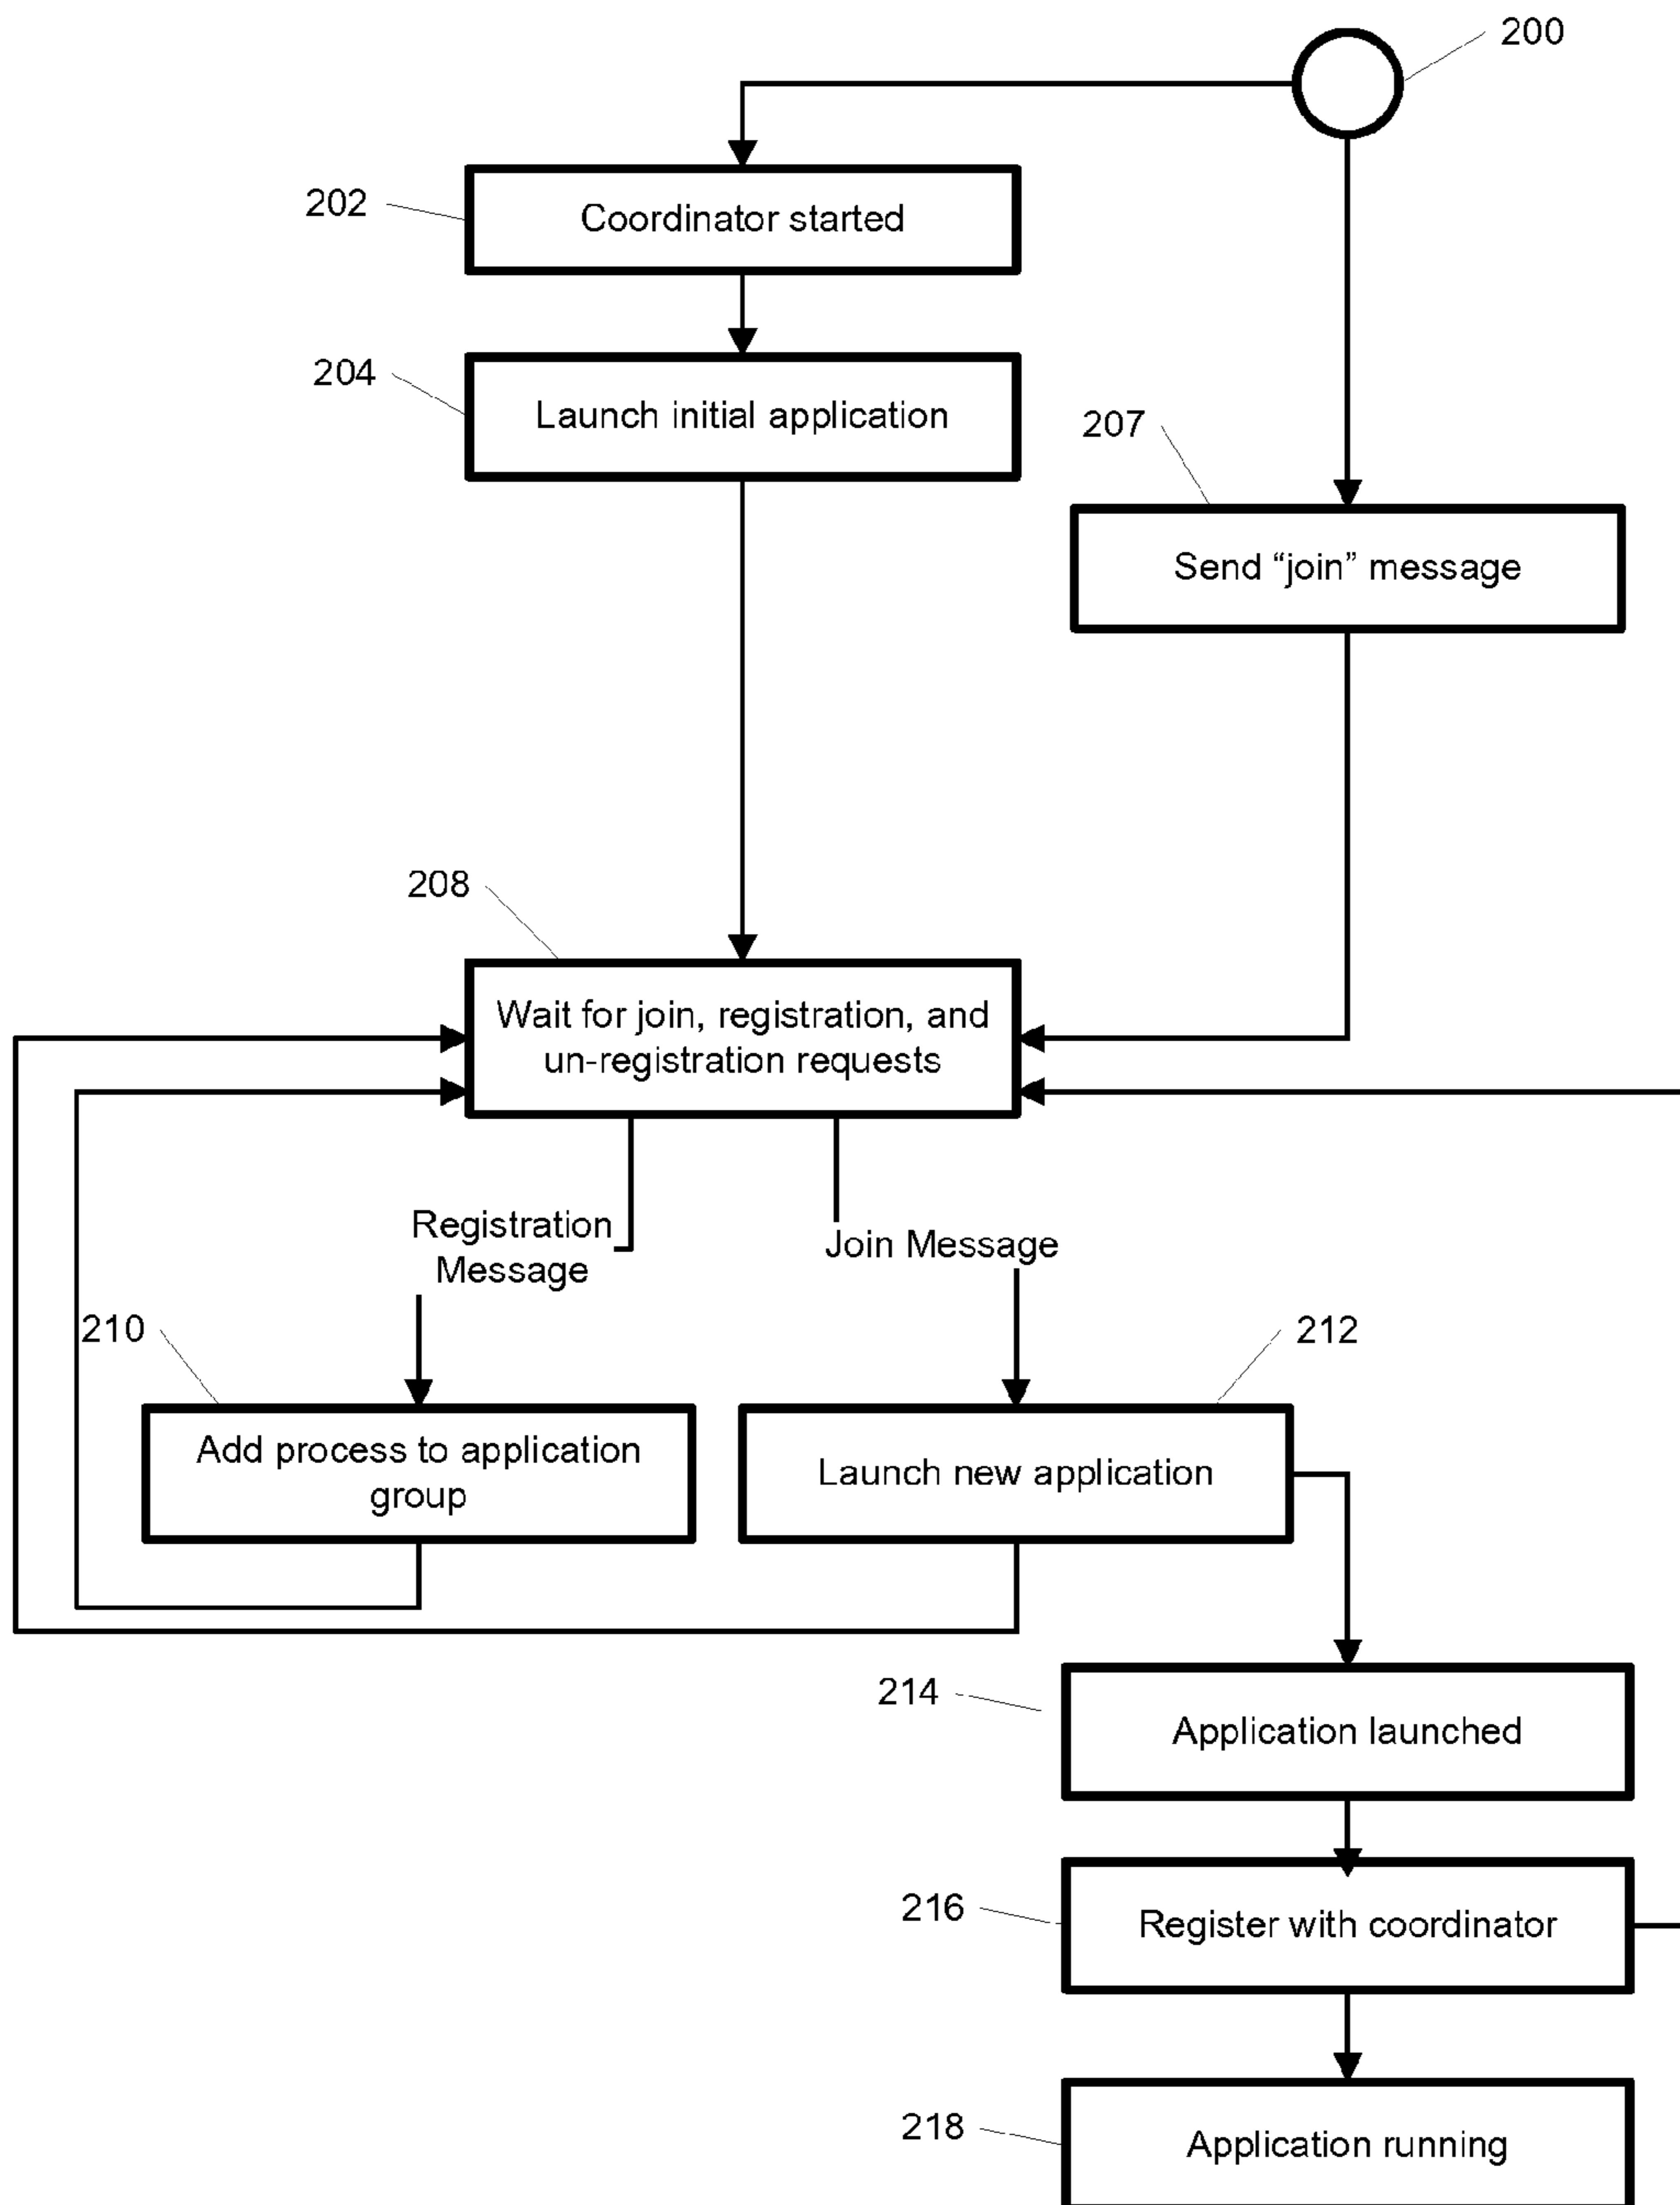 200
202
Coordinator started
204
Launch initial application
207
Send “join” message
208
Wait for join, registration, and
un-registration requests
Registration
Message
Join Message
210
212
Add process to application
group
Launch new application
214
Application launched
216
Register with coordinator
218
Application running